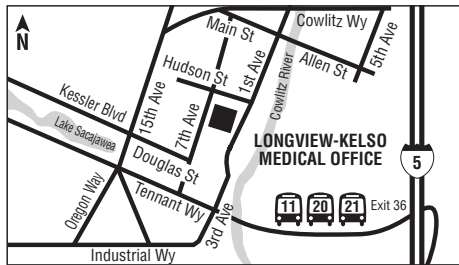 N
Main St
Cowlitz Wy
5th Ave
Allen St
1st Ave
Cowlitz River
Hudson St
15th Ave
7th Ave
Kessler Blvd
Lake Sacajawea
Douglas St
LONGVIEW-KELSO
MEDICAL OFFICE
5
Oregon Way
Tennant Wy
3rd Ave
11 20 21 Exit 36
Industrial Wy